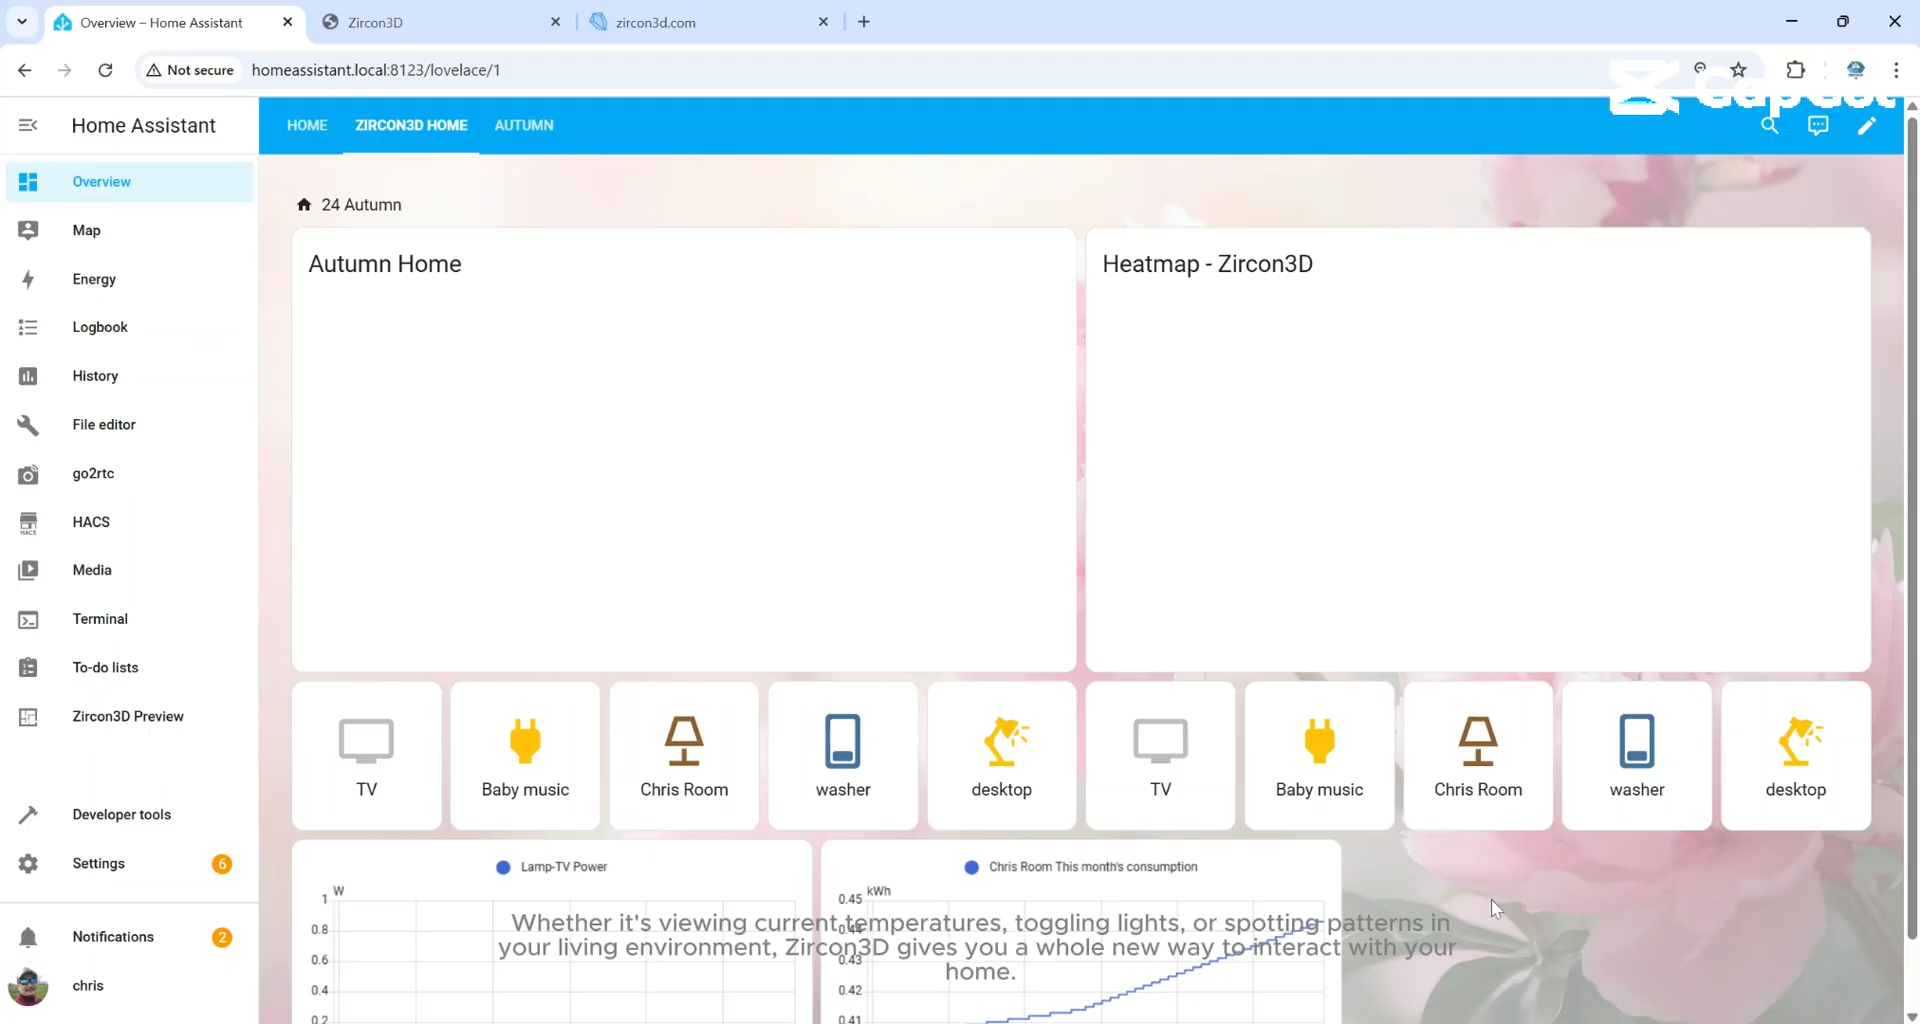 Overview – Home Assistant
Zircon3D
zircon3d.com
Not secure
homeassistant.local:8123/lovelace/1
CapCut
Home Assistant
HOME
ZIRCON3D HOME
AUTUMN
Overview
Map
Energy
Logbook
History
File editor
go2rtc
HACS
HACS
Media
Terminal
To-do lists
Zircon3D Preview
Developer tools
Settings
6
Notifications
2
chris
24 Autumn
Autumn Home
Heatmap - Zircon3D
TV
Baby music
Chris Room
washer
desktop
TV
Baby music
Chris Room
washer
desktop
Lamp-TV Power
W
1
0.8
0.6
0.4
0.2
Chris Room This month's consumption
kWh
0.45
0.44
0.43
0.42
0.41
Whether it's viewing current temperatures, toggling lights, or spotting patterns in
your living environment, Zircon3D gives you a whole new way to interact with your
home.